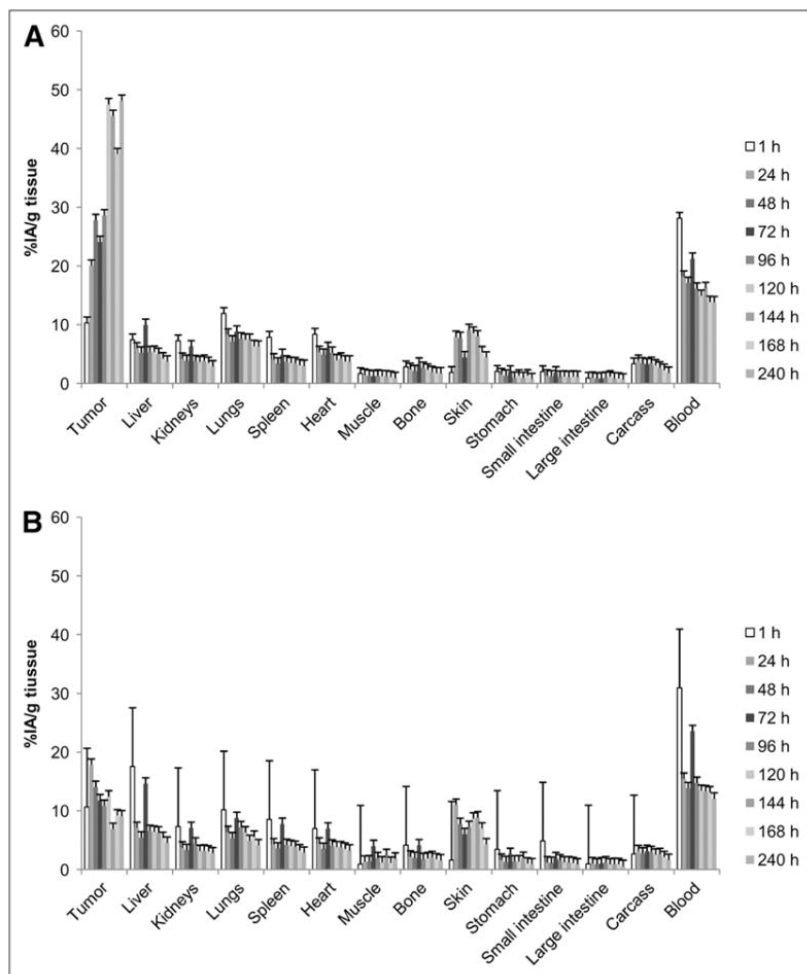 A
60
50
40
30
20
10
0
%IA/g tissue
Tumor
Liver
Kidneys
Lungs
Spleen
Heart
Muscle
Bone
Skin
Stomach
Small intestine
Large intestine
Carcass
Blood
1 h
24 h
48 h
72 h
96 h
120 h
144 h
168 h
240 h
B
60
50
40
30
20
10
0
%IA/g tiussue
Tumor
Liver
Kidneys
Lungs
Spleen
Heart
Muscle
Bone
Skin
Stomach
Small intestine
Large intestine
Carcass
Blood
1 h
24 h
48 h
72 h
96 h
120 h
144 h
168 h
240 h